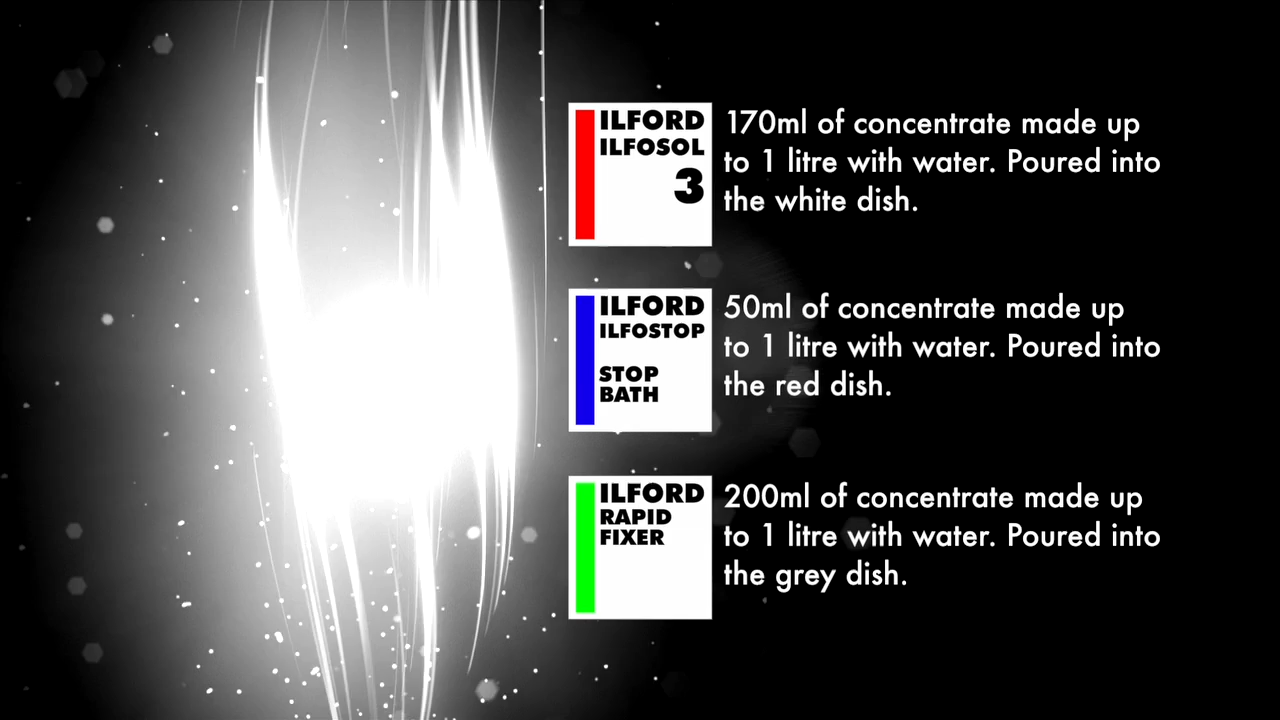 ILFORD
ILFOSOL
3
170ml of concentrate made up
to 1 litre with water. Poured into
the white dish.
ILFORD
ILFOSTOP
STOP
BATH
50ml of concentrate made up
to 1 litre with water. Poured into
the red dish.
ILFORD
RAPID
FIXER
200ml of concentrate made up
to 1 litre with water. Poured into
the grey dish.